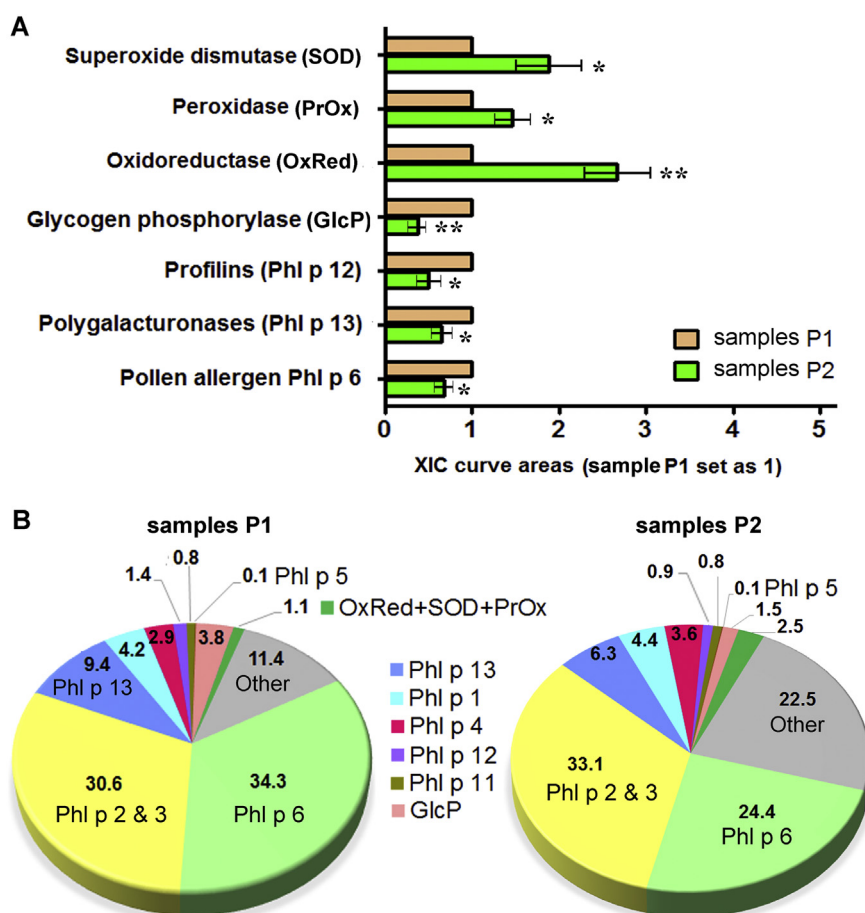 A
Superoxide dismutase (SOD)
*
Peroxidase (PrOx)
*
Oxidoreductase (OxRed)
**
Glycogen phosphorylase (GlcP)
**
Profilins (Phl p 12)
*
Polygalacturonases (Phl p 13)
*
Pollen allergen Phl p 6
*
samples P1
samples P2
0 1 2 3 4 5
XIC curve areas (sample P1 set as 1)
B
samples P1
0.8
1.4
0.1 Phl p 5
1.1
OxRed+SOD+PrOx
2.9
3.8
4.2
9.4
Phl p 13
11.4
Other
30.6
Phl p 2 & 3
34.3
Phl p 6
Phl p 13
Phl p 1
Phl p 4
Phl p 12
Phl p 11
GlcP
samples P2
0.8
0.9
0.1 Phl p 5
1.5
2.5
3.6
4.4
6.3
22.5
Other
33.1
Phl p 2 & 3
24.4
Phl p 6